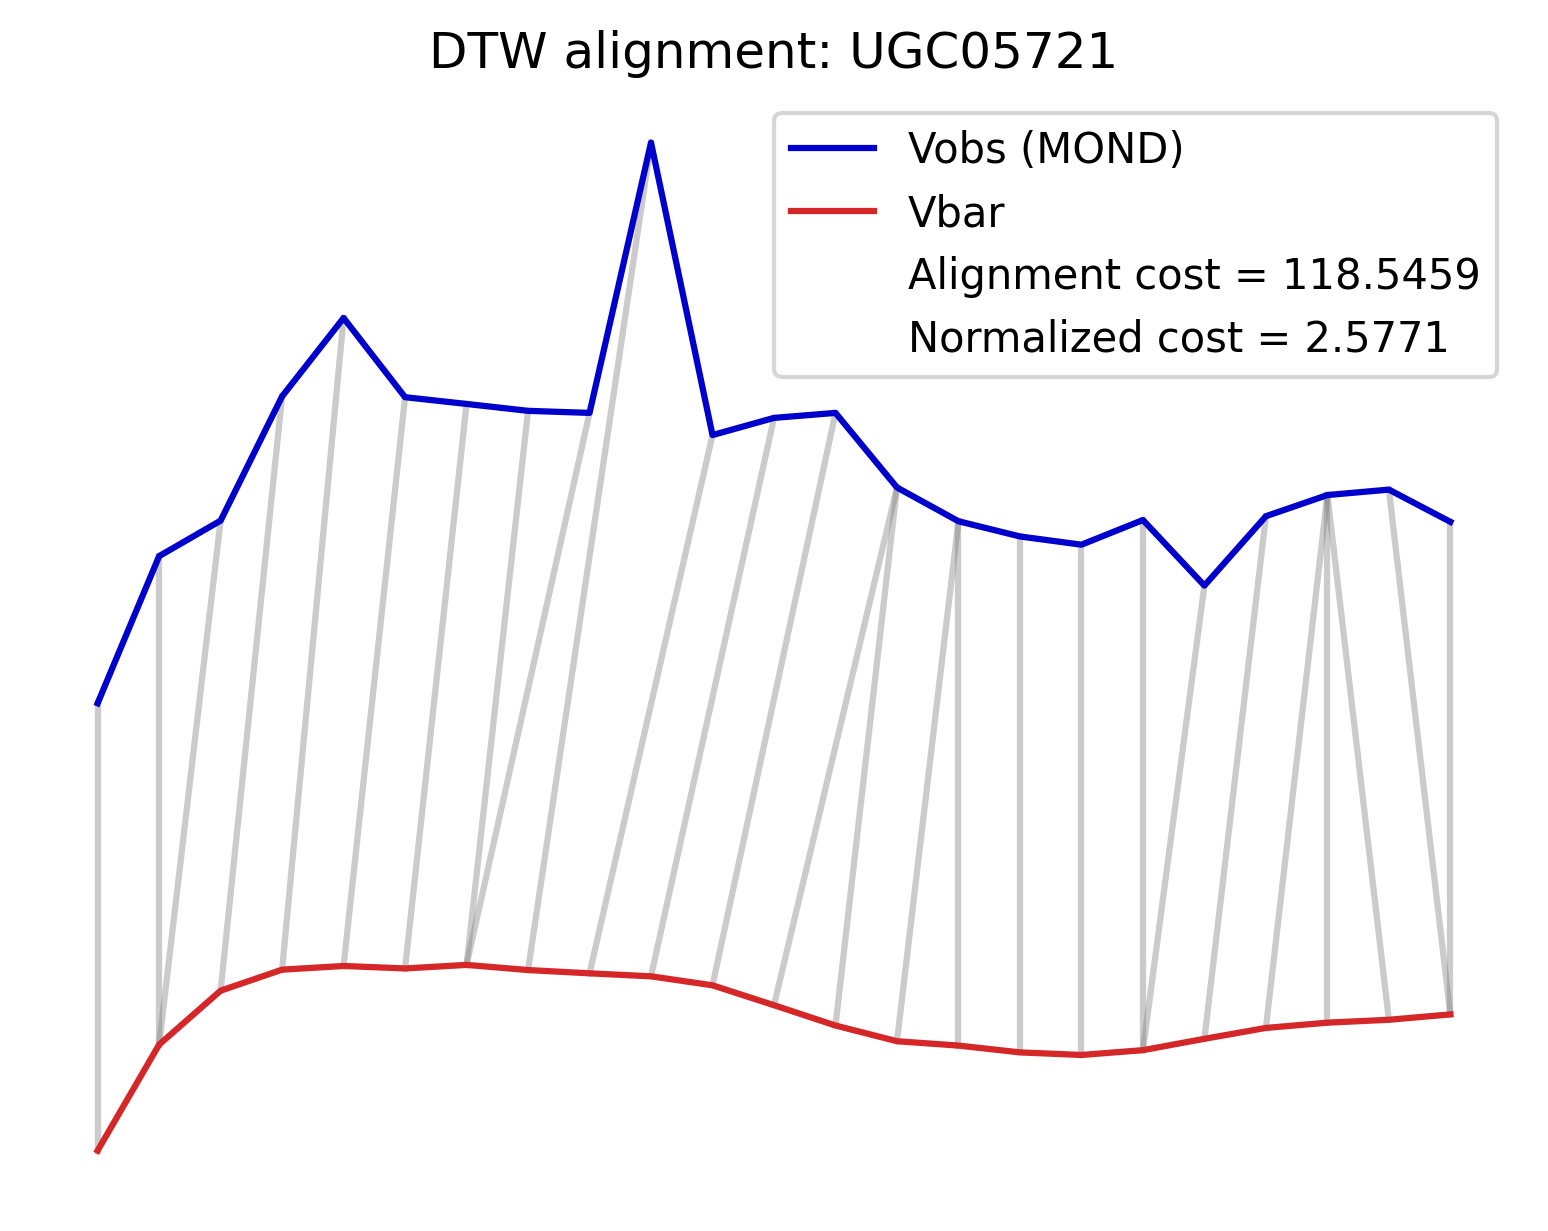 DTW alignment: UGC05721
Vobs (MOND)
Vbar
Alignment cost = 118.5459
Normalized cost = 2.5771